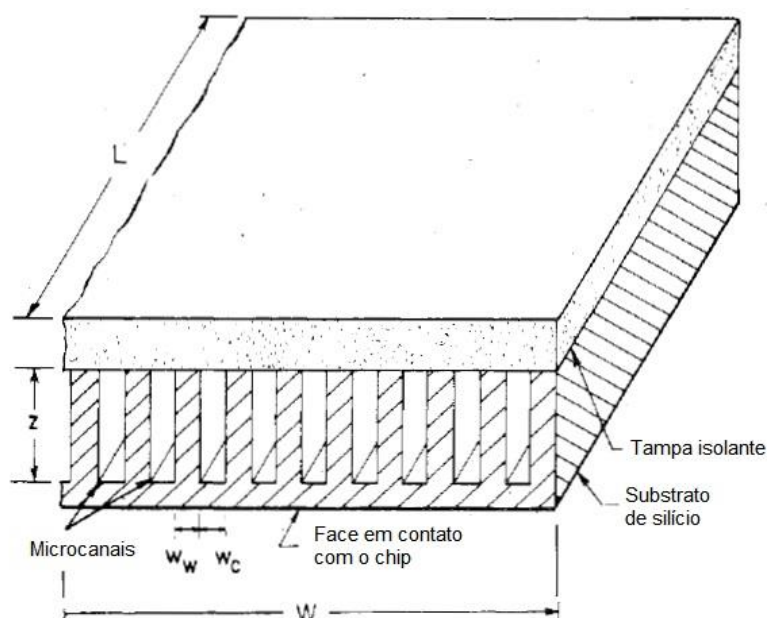 L
z
Tampa isolante
Substrato
de silício
Microcanais
Face em contato
com o chip
w_w
w_c
W